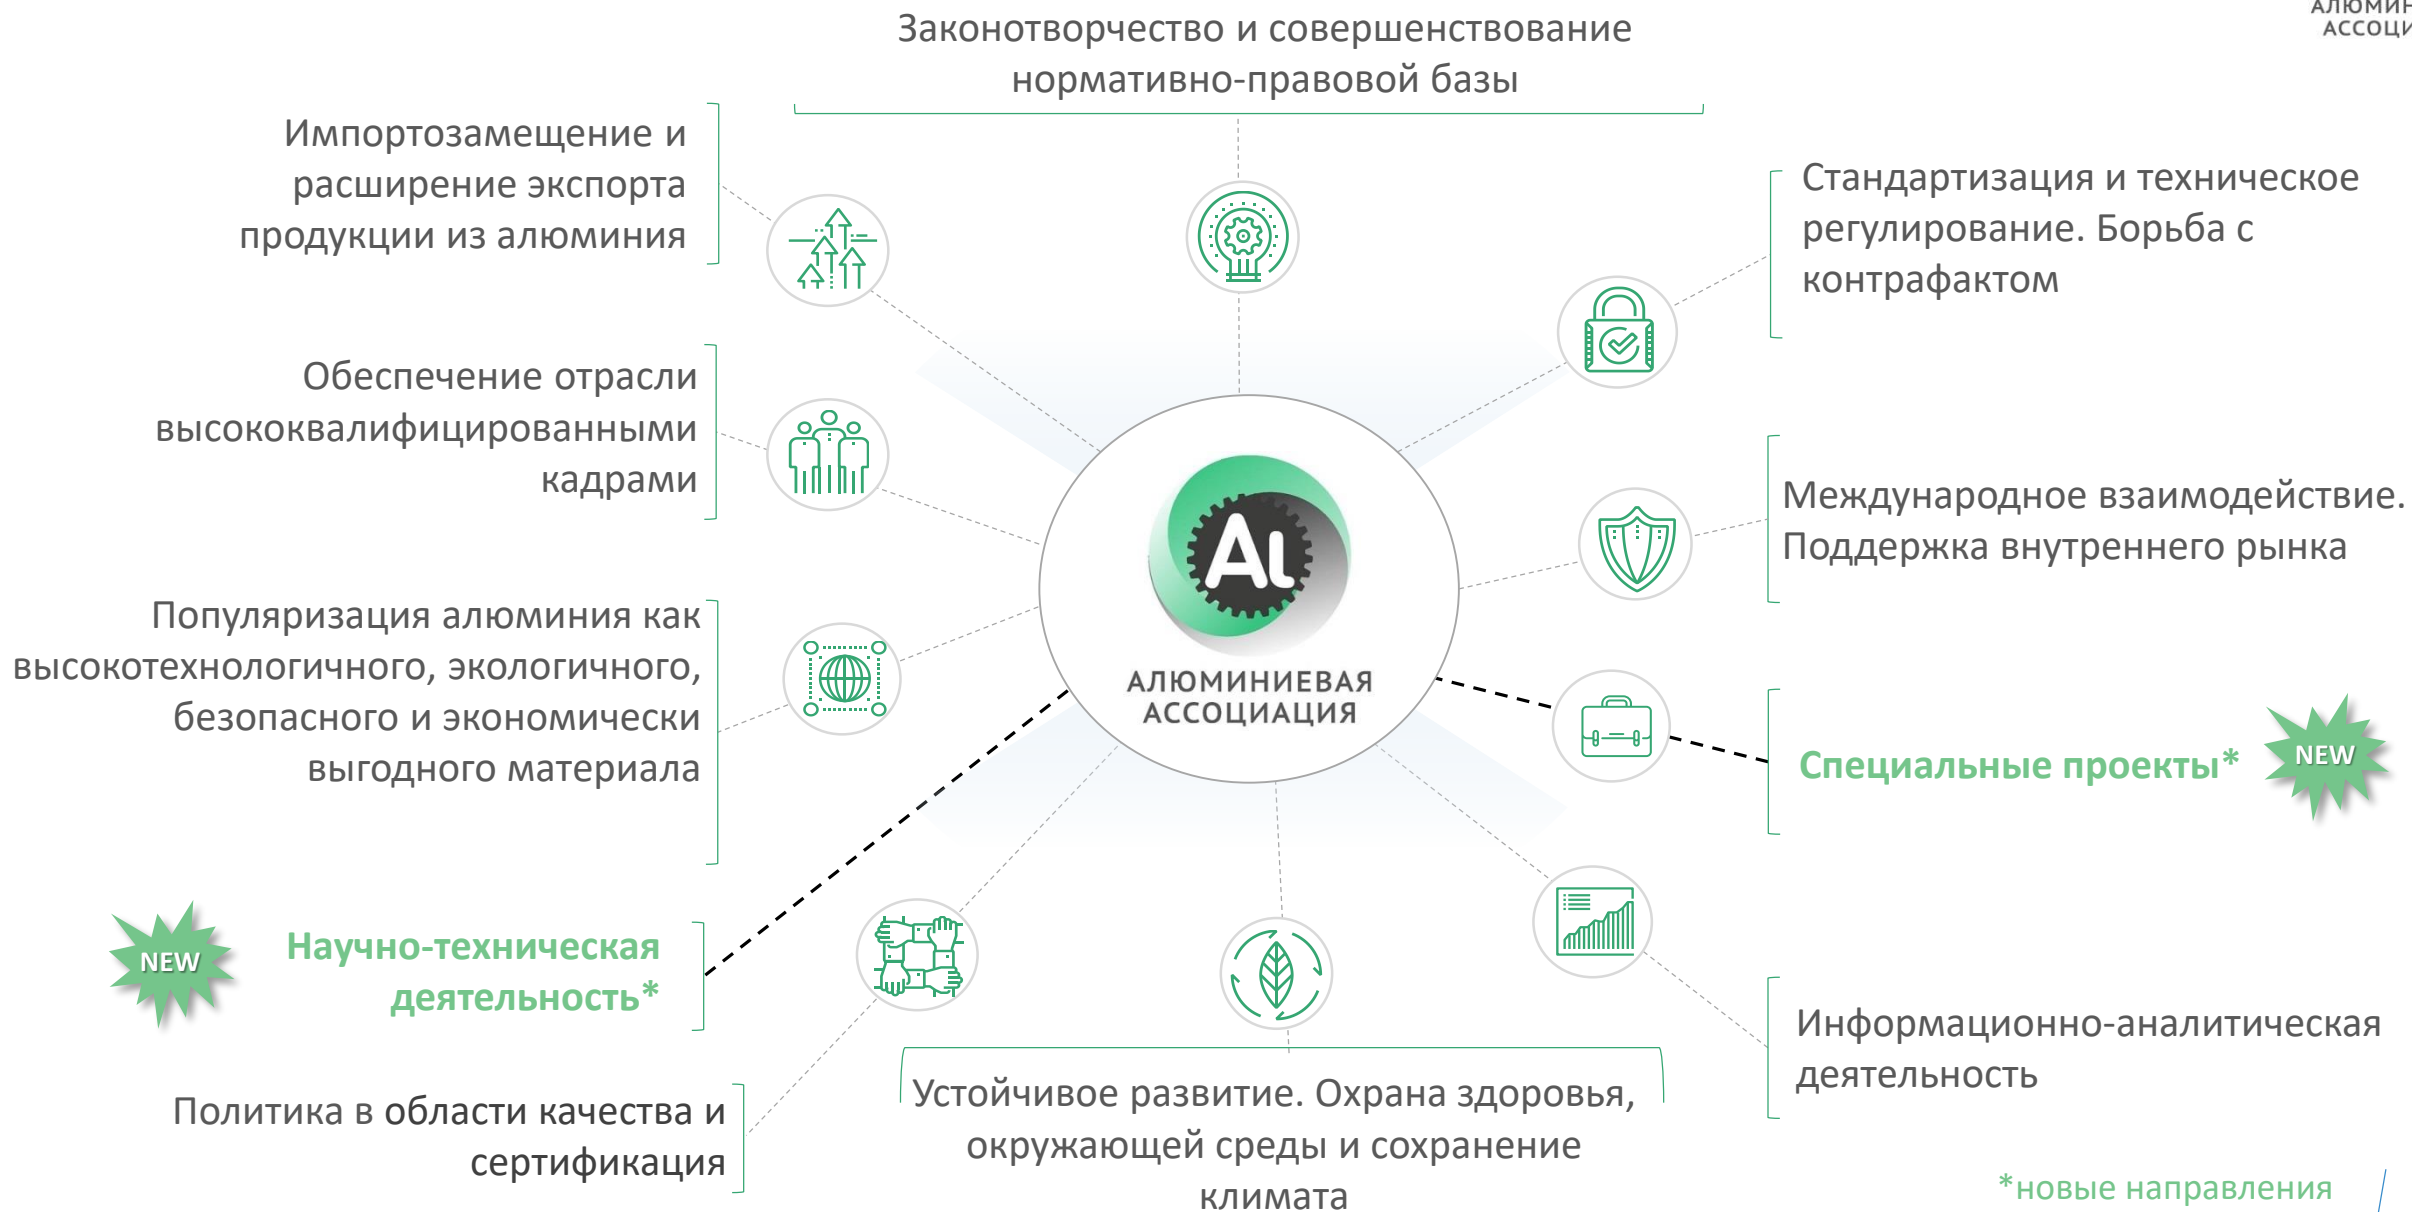 Законотворчество и совершенствование
нормативно-правовой базы
Импортозамещение и
расширение экспорта
продукции из алюминия
Обеспечение отрасли
высококвалифицированными
кадрами
Популяризация алюминия как
высокотехнологичного, экологичного,
безопасного и экономически
выгодного материала
NEW
Научно-техническая
деятельность*
Политика в области качества и
сертификация
AL
АЛЮМИНИЕВАЯ
АССОЦИАЦИЯ
Устойчивое развитие. Охрана здоровья,
окружающей среды и сохранение
климата
Стандартизация и техническое
регулирование. Борьба с
контрафактом
Международное взаимодействие.
Поддержка внутреннего рынка
Специальные проекты*
NEW
Информационно-аналитическая
деятельность
*новые направления